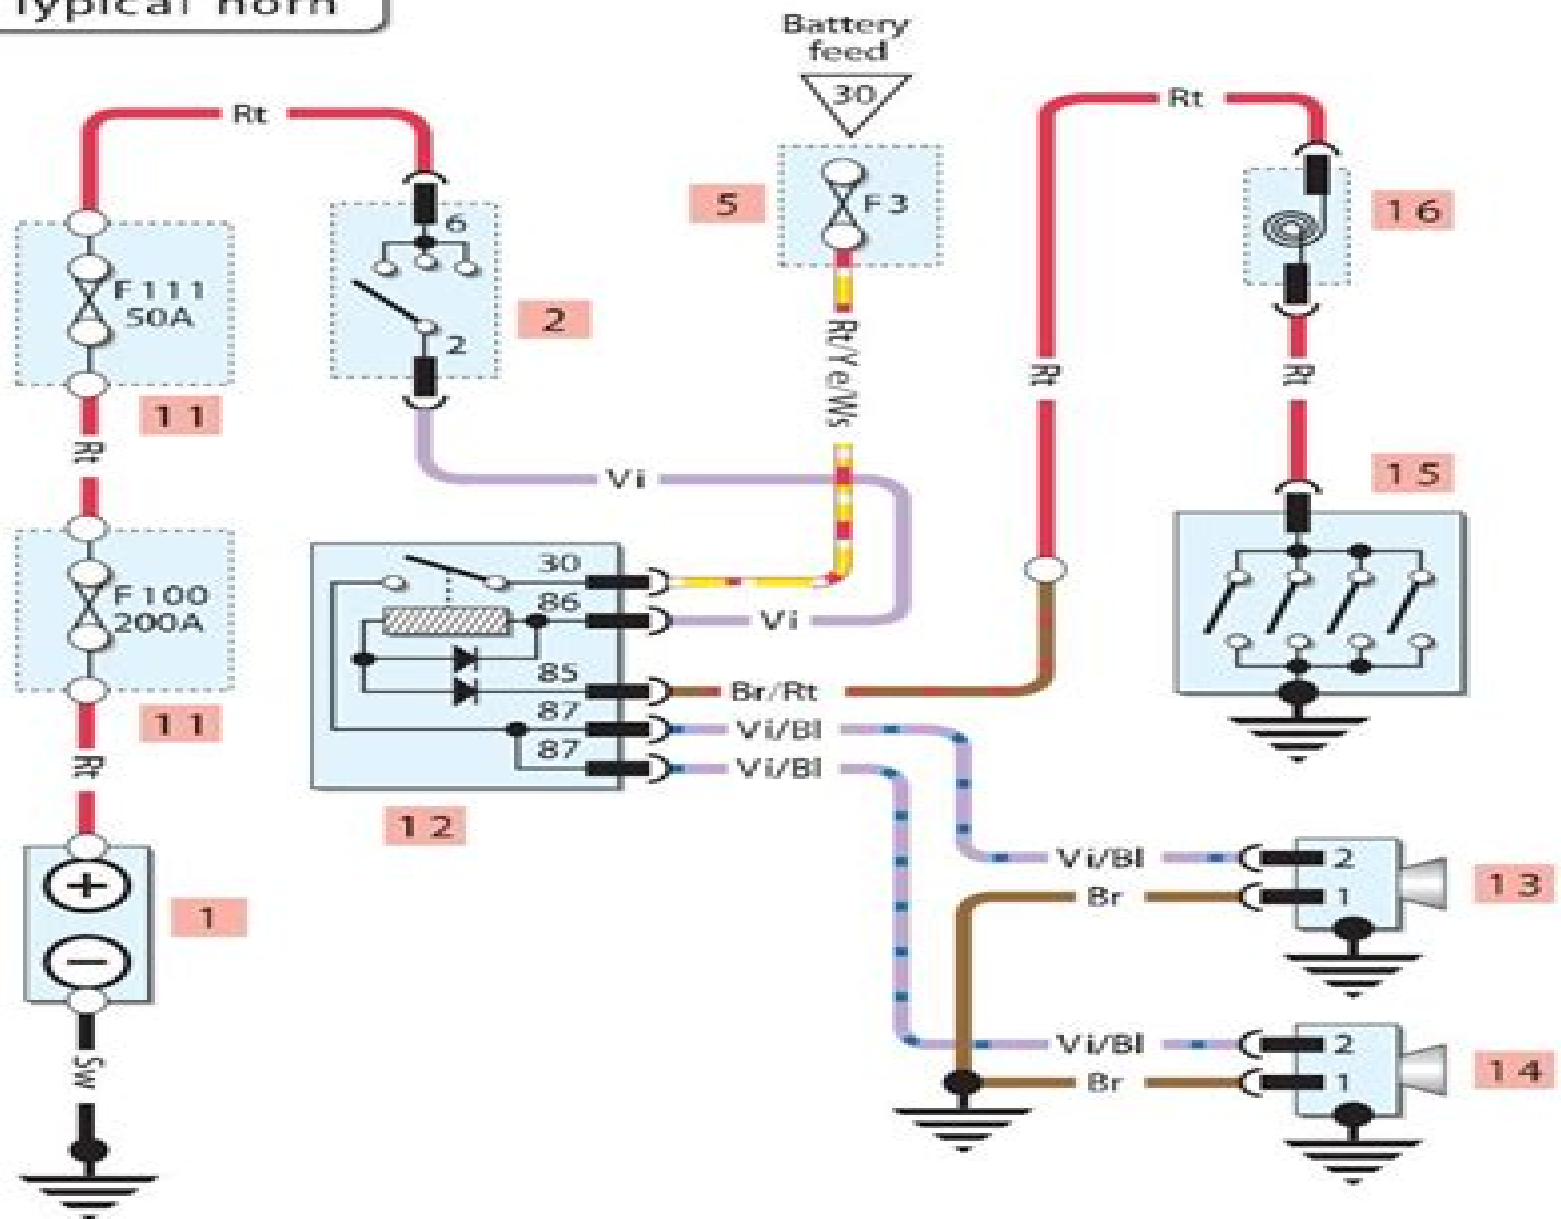 Typical horn
Battery
feed
30
Rt
Rt
5
F3
16
6
2
2
F111
50A
11
Rt/Ye/Ws
Rt
Rt
Rt
Vi
15
F100
200A
11
30
86
Vi
85
Br/Rt
87
Vi/Bl
87
Vi/Bl
12
Rt
1
+
−
Vi/Bl
2
Br
1
13
Vi/Bl
2
Br
1
14
Sw